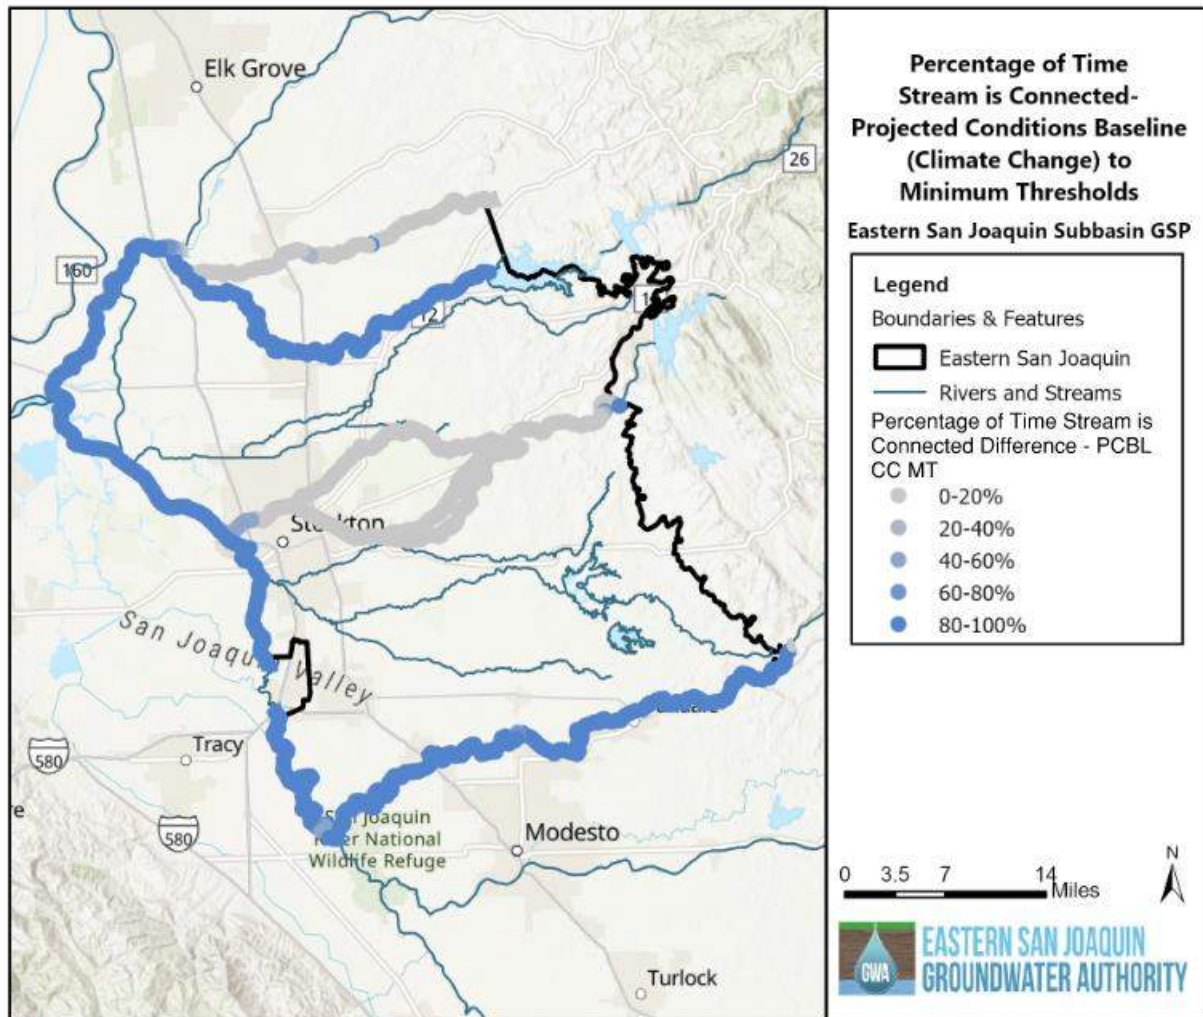 Elk Grove
26
160
12
Stockton
San Joaquin Valley
Tracy
580
580
San Joaquin
River National
Wildlife Refuge
Modesto
Turlock
Percentage of Time
Stream is Connected-
Projected Conditions Baseline
(Climate Change) to
Minimum Thresholds
Eastern San Joaquin Subbasin GSP
Legend
Boundaries & Features
Eastern San Joaquin
Rivers and Streams
Percentage of Time Stream is
Connected Difference - PCBL
CC MT
0-20%
20-40%
40-60%
60-80%
80-100%
N
0 3.5 7 14
Miles
GWA
EASTERN SAN JOAQUIN
GROUNDWATER AUTHORITY